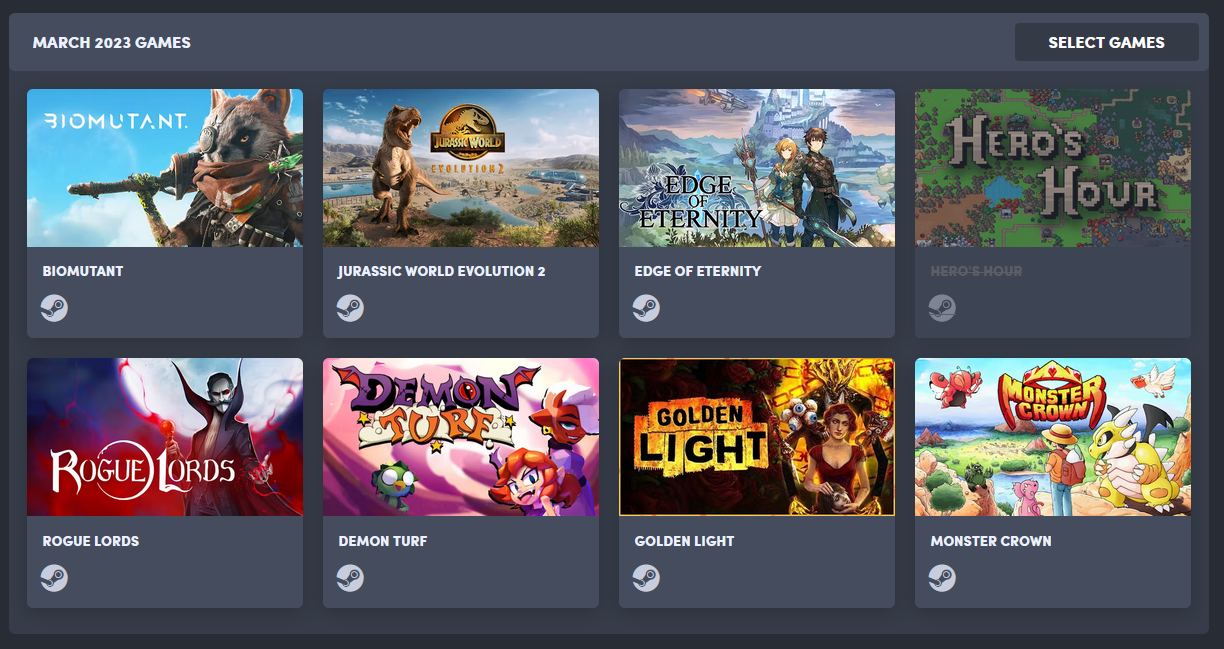 MARCH 2023 GAMES
SELECT GAMES
BIOMUTANT.
JURASSIC WORLD
EVOLUTION 2
EDGE
OF
ETERNITY
HERO'S
HOUR
BIOMUTANT
JURASSIC WORLD EVOLUTION 2
EDGE OF ETERNITY
HERO'S HOUR
ROGUE LORDS
DEMON
TURF
GOLDEN
LIGHT
MONSTER
CROWN
ROGUE LORDS
DEMON TURF
GOLDEN LIGHT
MONSTER CROWN